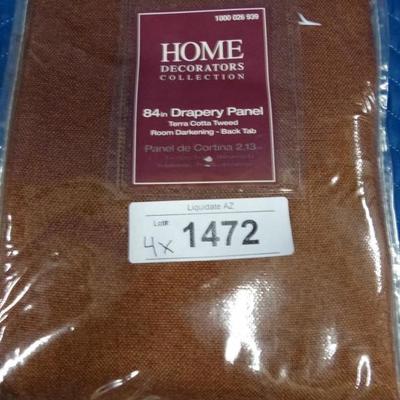 1000 026 939
HOME
DECORATORS
COLLECTION
84in Drapery Panel
Terra Cotta Tweed
Room Darkening - Back Tab
Panel de Cortina 2,13
Liquidate AZ
Lot#:
4x 1472